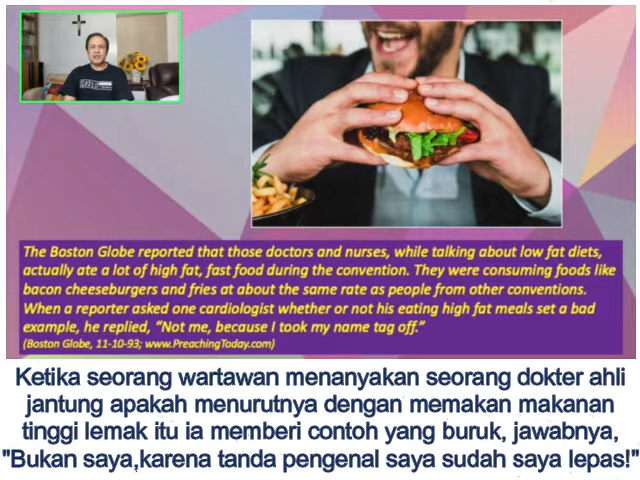 The Boston Globe reported that those doctors and nurses, while talking about low fat diets,
actually ate a lot of high fat, fast food during the convention. They were consuming foods like
bacon cheeseburgers and fries at about the same rate as people from other conventions.
When a reporter asked one cardiologist whether or not his eating high fat meals set a bad
example, he replied, “Not me, because I took my name tag off.”
(Boston Globe, 11-10-93; www.PreachingToday.com)
Ketika seorang wartawan menanyakan seorang dokter ahli
jantung apakah menurutnya dengan memakan makanan
tinggi lemak itu ia memberi contoh yang buruk, jawabnya,
"Bukan saya,karena tanda pengenal saya sudah saya lepas!"